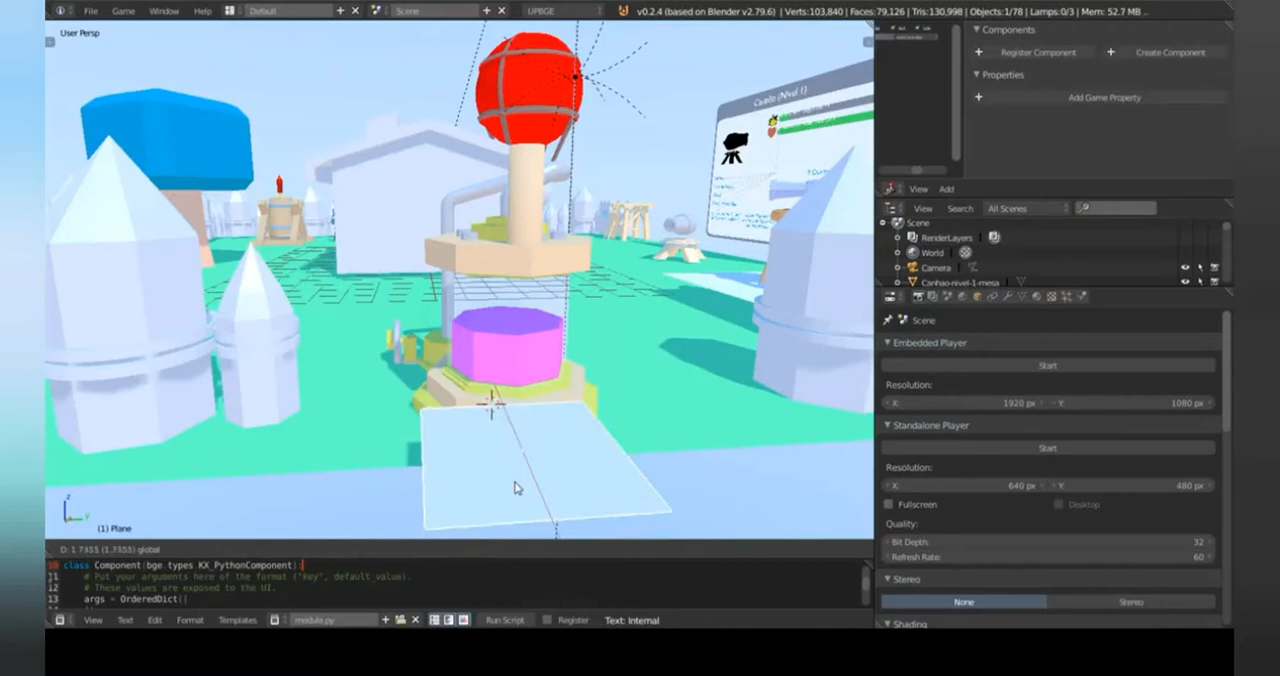 File Game Window Help Default Scene UPBGE v0.2.4 (based on Blender v2.79.6) | Verts:103,840 | Faces:79,126 | Tris:130,998 | Objects:1/78 | Lamps:0/3 | Mem: 52.7 MB ..
User Persp
(1) Plane
D: 1.7355 (1.7355) global
10 class Component(bge.types.KX_PythonComponent):
11 # Put your arguments here of the format ("key", default_value).
12 # These values are exposed to the UI.
13 args = OrderedDict([
View Text Edit Format Templates module.py Run Script Register Text: Internal
Components
Register Component Create Component
Properties
Add Game Property
View Add
View Search All Scenes
Scene
RenderLayers
World
Camera
Canhao-nivel-1-mesa
Scene
Embedded Player
Start
Resolution:
X: 1920 px Y: 1080 px
Standalone Player
Start
Resolution:
X: 640 px Y: 480 px
Fullscreen Desktop
Quality:
Bit Depth: 32
Refresh Rate: 60
Stereo
None Stereo
Shading